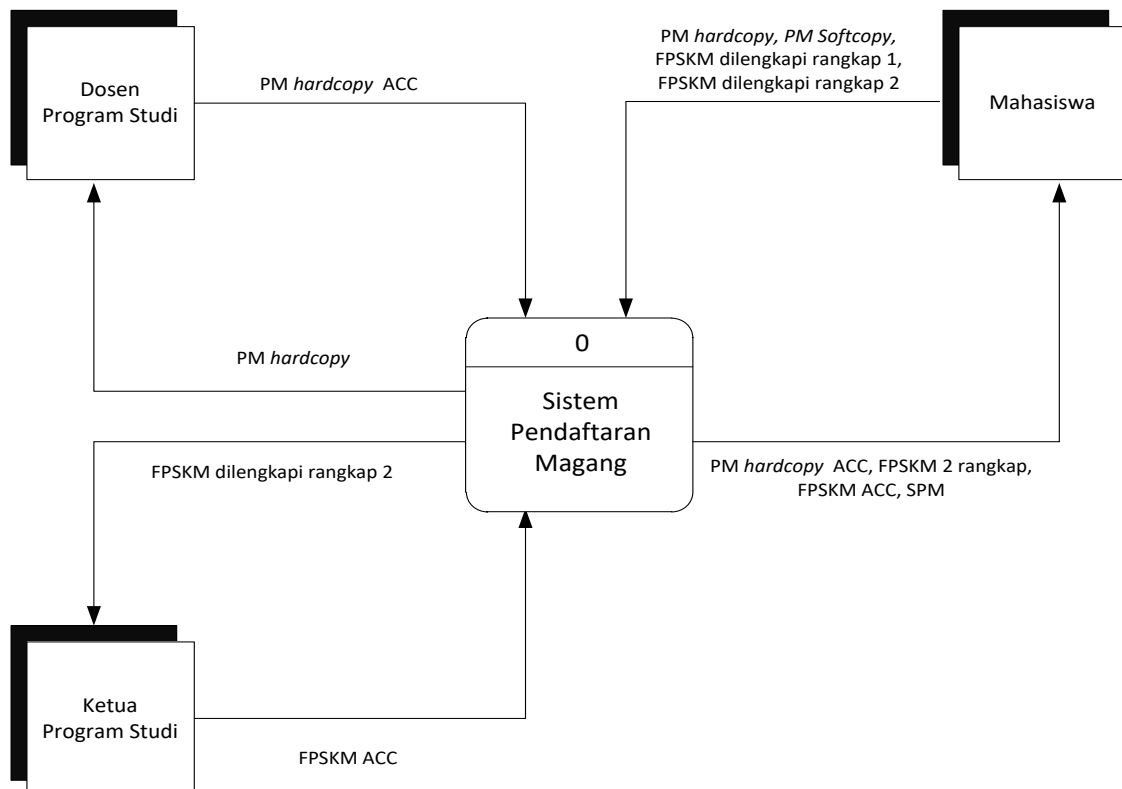 PM hardcopy, PM Softcopy,
FPSKM dilengkapi rangkap 1,
FPSKM dilengkapi rangkap 2
Dosen
Program Studi
PM hardcopy ACC
Mahasiswa
0
PM hardcopy
Sistem
Pendaftaran
Magang
FPSKM dilengkapi rangkap 2
PM hardcopy ACC, FPSKM 2 rangkap,
FPSKM ACC, SPM
Ketua
Program Studi
FPSKM ACC